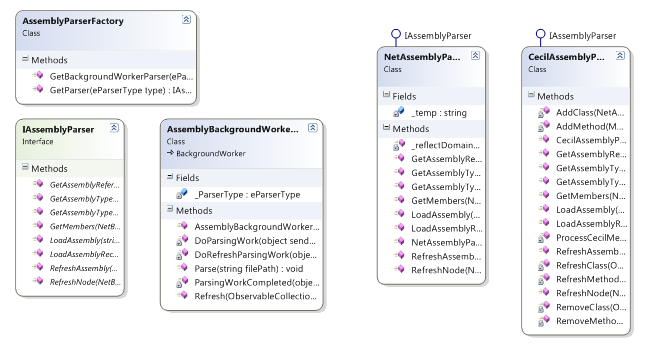 AssemblyParserFactory
Class
Methods
GetBackgroundWorkerParser(ePa...
GetParser(eParserType type) : IAs...
IAssemblyParser
Interface
Methods
GetAssemblyRefer...
GetAssemblyType...
GetAssemblyType...
GetMembers(NetB...
LoadAssembly(stri...
LoadAssemblyRec...
RefreshAssembly(...
RefreshNode(NetB...
AssemblyBackgroundWorke...
Class
BackgroundWorker
Fields
_ParserType : eParserType
Methods
AssemblyBackgroundWorker...
DoParsingWork(object send...
DoRefreshParsingWork(obje...
Parse(string filePath) : void
ParsingWorkCompleted(obje...
Refresh(ObservableCollectio...
IAssemblyParser
NetAssemblyPa...
Class
Fields
_temp : string
Methods
_reflectDomain...
GetAssemblyRe...
GetAssemblyTy...
GetAssemblyTy...
GetMembers(N...
LoadAssembly(...
LoadAssemblyR...
NetAssemblyPa...
RefreshAssemb...
RefreshNode(N...
IAssemblyParser
CecilAssemblyP...
Class
Methods
AddClass(NetA...
AddMethod(M...
CecilAssemblyP...
GetAssemblyRe...
GetAssemblyTy...
GetAssemblyTy...
GetMembers(N...
LoadAssembly(...
LoadAssemblyR...
ProcessCecilMe...
RefreshAssemb...
RefreshClass(O...
RefreshMethod...
RefreshNode(N...
RemoveClass(O...
RemoveMetho...